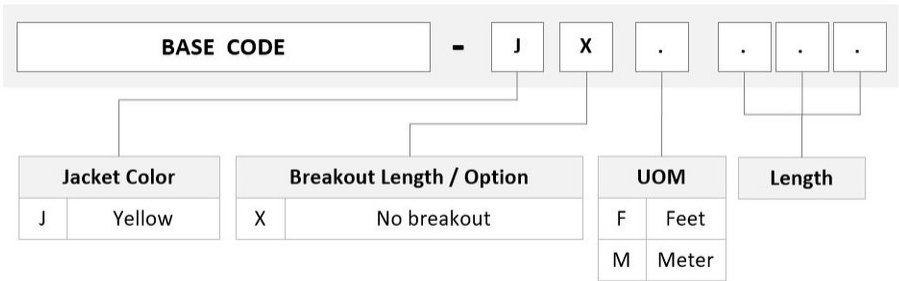 BASE CODE - J X . . . .
Jacket Color
J Yellow
Breakout Length / Option
X No breakout
UOM
F Feet
M Meter
Length